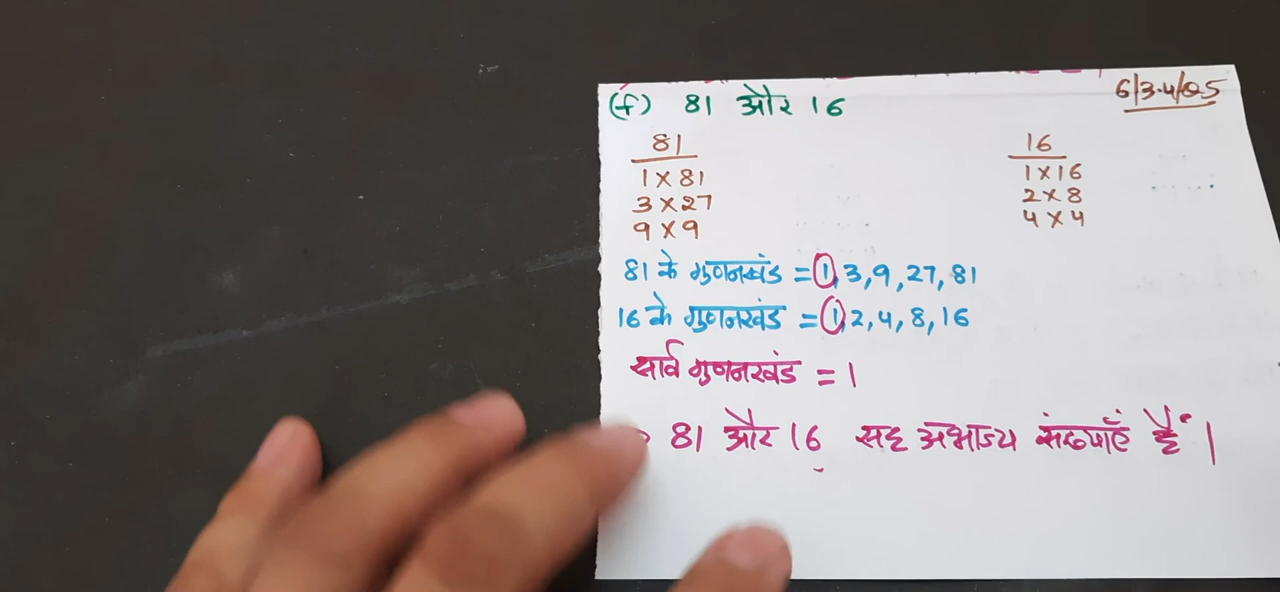 (f) 81 और 16
6/3.4/Q5
81
1 X 81
3 X 27
9 X 9
16
1 X 16
2 X 8
4 X 4
81 के गुणनखंड = 1, 3, 9, 27, 81
16 के गुणनखंड = 1, 2, 4, 8, 16
सार्व गुणनखंड = 1
81 और 16 सह अभाज्य संख्याएँ हैं |